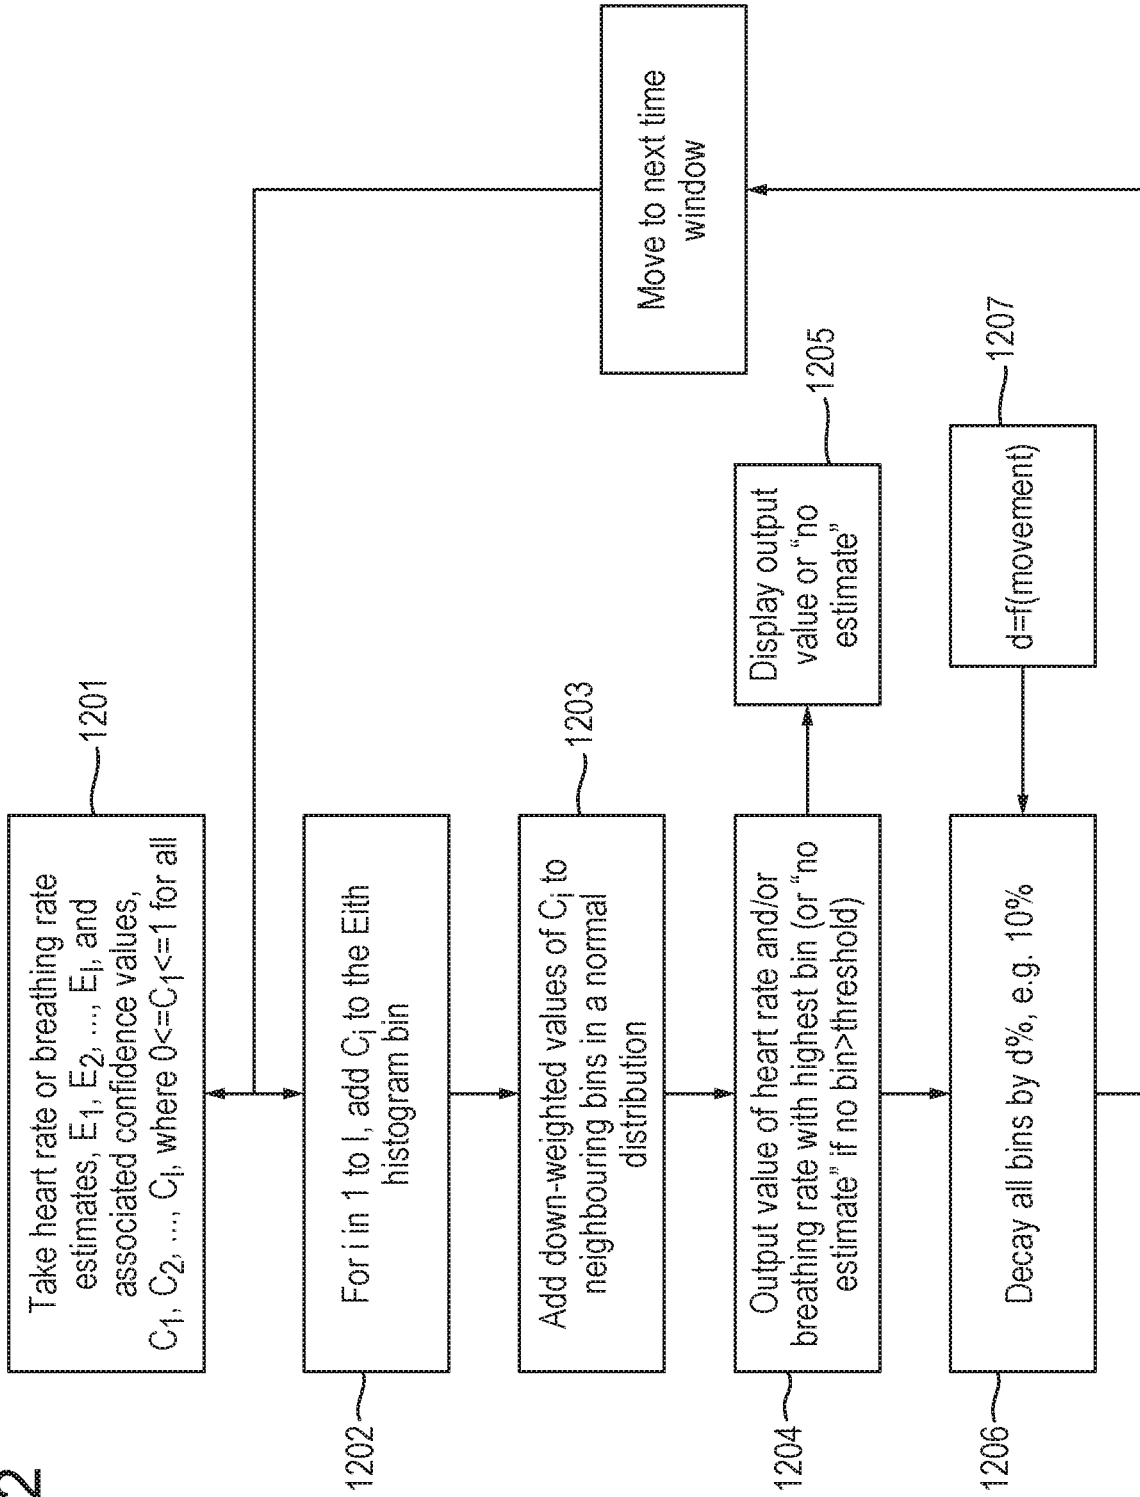 2
Take heart rate or breathing rate
estimates, E1, E2, ..., EI, and
associated confidence values,
C1, C2, ..., CI, where 0<=C1<=1 for all
1201
For i in 1 to I, add Ci to the Eith
histogram bin
1202
Add down-weighted values of Ci to
neighbouring bins in a normal
distribution
1203
Output value of heart rate and/or
breathing rate with highest bin (or “no
estimate” if no bin>threshold)
1204
Display output
value or “no
estimate”
1205
Decay all bins by d%, e.g. 10%
1206
d=f(movement)
1207
Move to next time
window